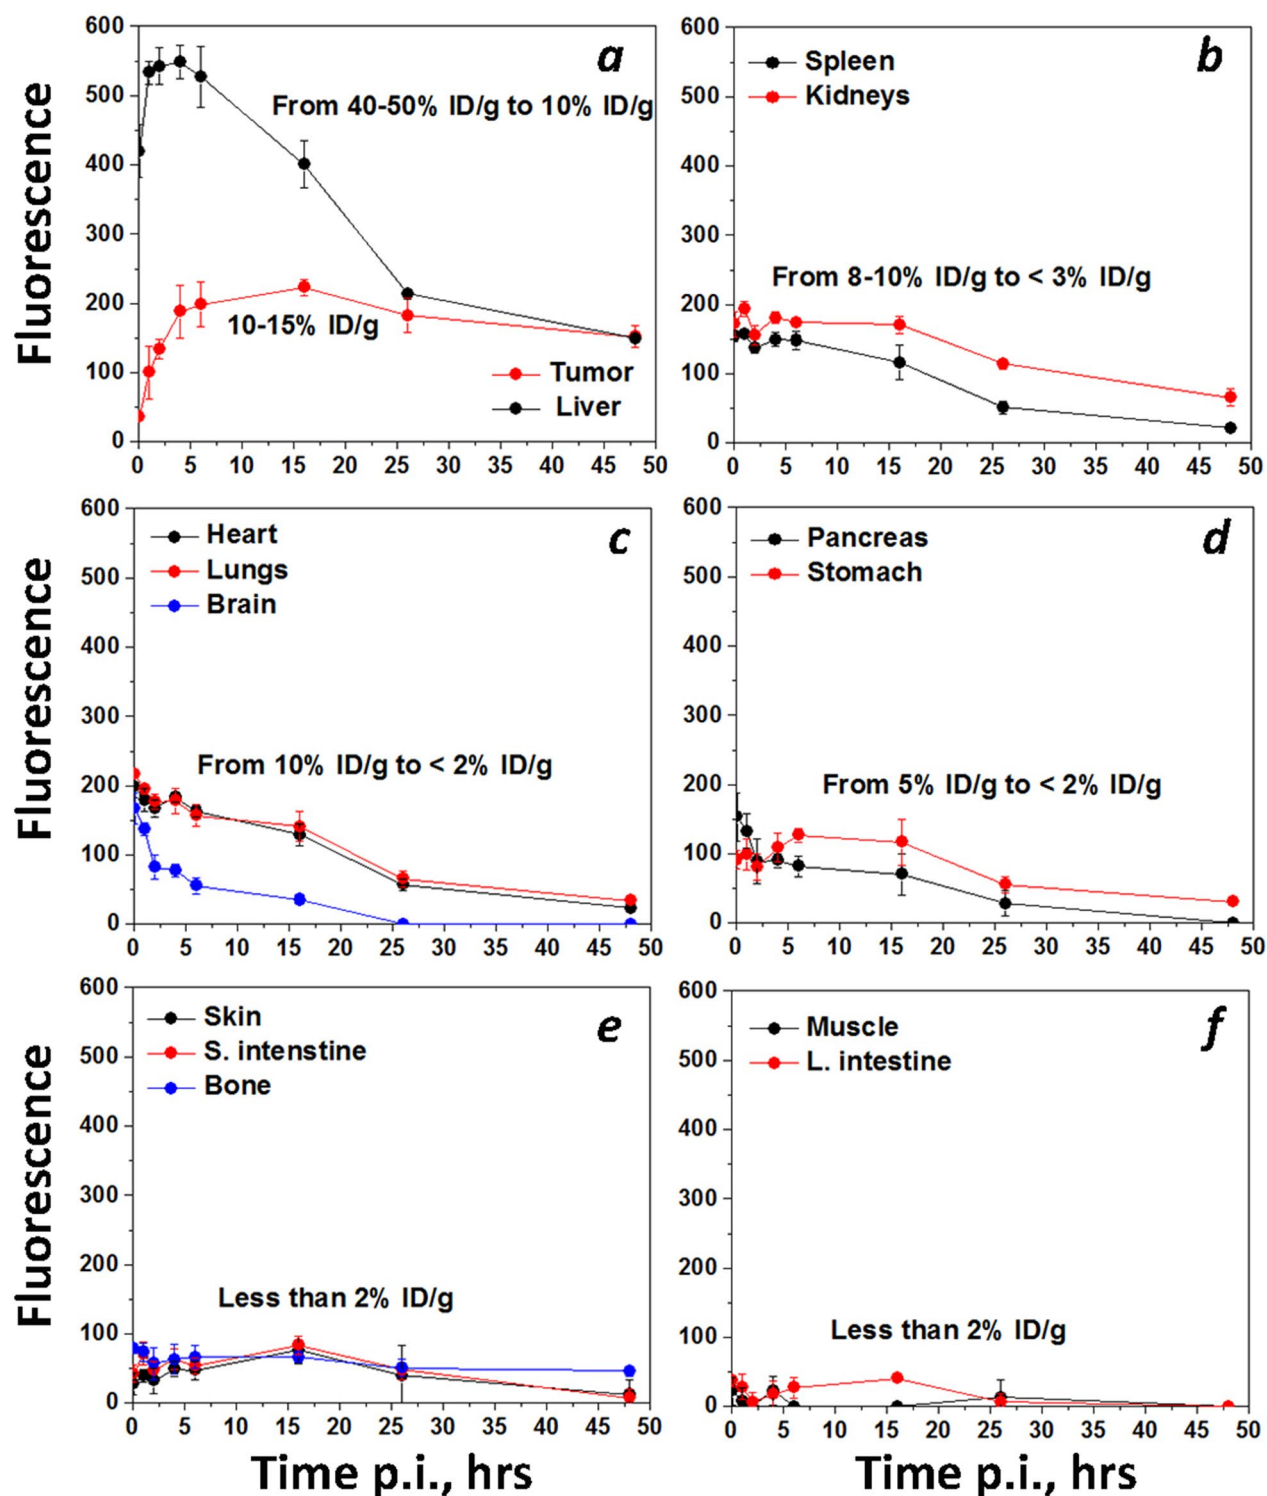 Fluorescence
600
500
400
300
200
100
0
0 5 10 15 20 25 30 35 40 45 50
a
From 40-50% ID/g to 10% ID/g
10-15% ID/g
Tumor
Liver
600
500
400
300
200
100
0
0 5 10 15 20 25 30 35 40 45 50
b
Spleen
Kidneys
From 8-10% ID/g to < 3% ID/g
Fluorescence
600
500
400
300
200
100
0
0 5 10 15 20 25 30 35 40 45 50
c
Heart
Lungs
Brain
From 10% ID/g to < 2% ID/g
600
500
400
300
200
100
0
0 5 10 15 20 25 30 35 40 45 50
d
Pancreas
Stomach
From 5% ID/g to < 2% ID/g
Fluorescence
600
500
400
300
200
100
0
0 5 10 15 20 25 30 35 40 45 50
e
Skin
S. intenstine
Bone
Less than 2% ID/g
Time p.i., hrs
600
500
400
300
200
100
0
0 5 10 15 20 25 30 35 40 45 50
f
Muscle
L. intestine
Less than 2% ID/g
Time p.i., hrs